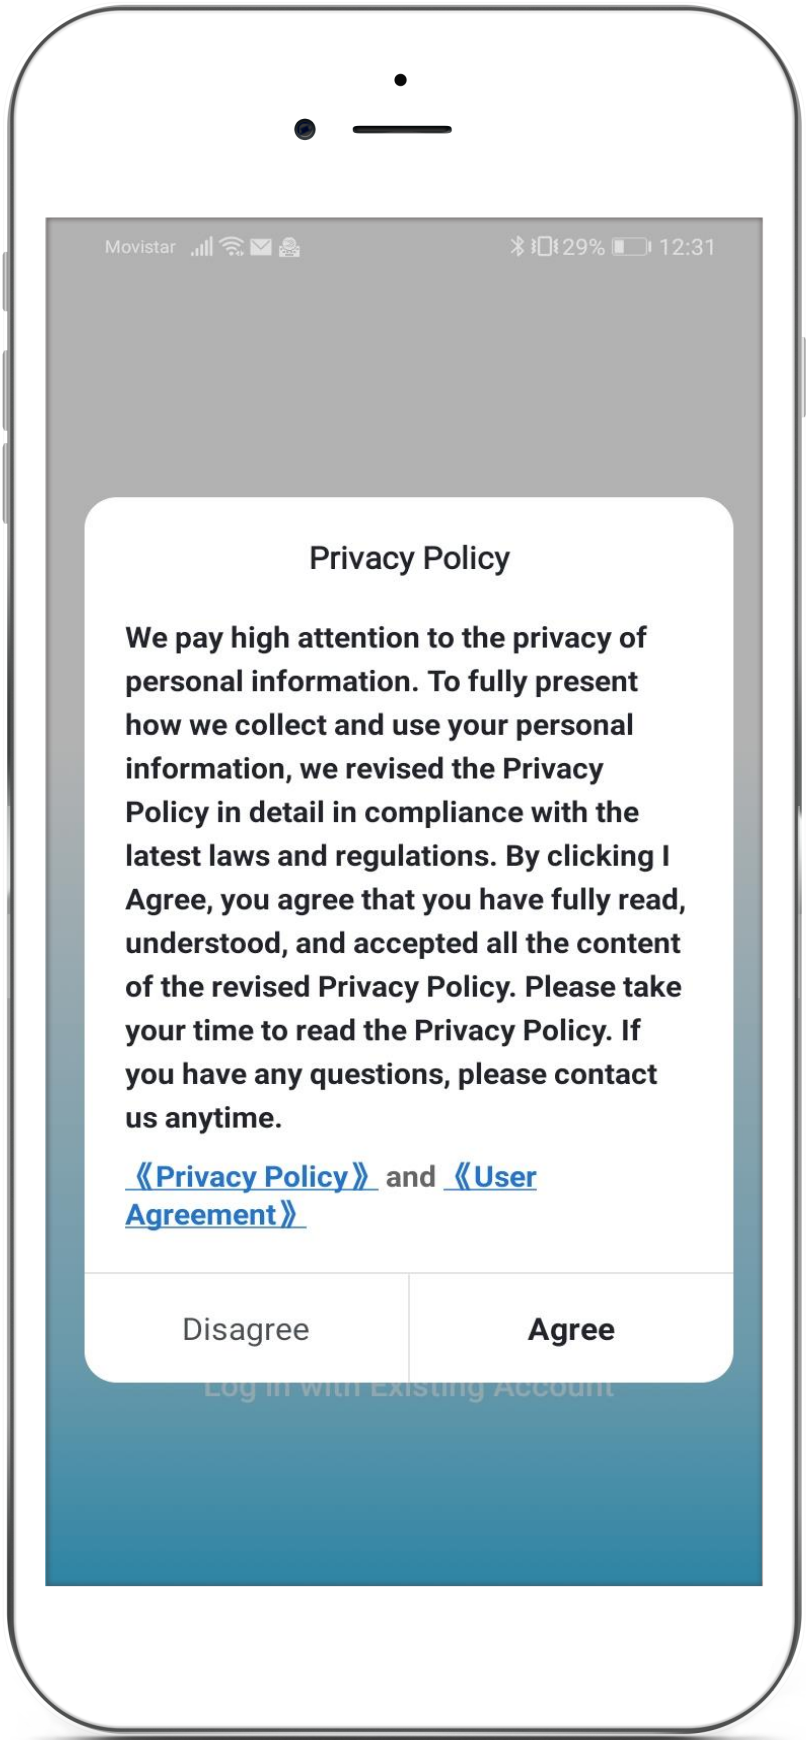 Movistar 29% 12:31
Privacy Policy
We pay high attention to the privacy of
personal information. To fully present
how we collect and use your personal
information, we revised the Privacy
Policy in detail in compliance with the
latest laws and regulations. By clicking I
Agree, you agree that you have fully read,
understood, and accepted all the content
of the revised Privacy Policy. Please take
your time to read the Privacy Policy. If
you have any questions, please contact
us anytime.
《Privacy Policy》 and 《User
Agreement》
Disagree Agree
Log in with Existing Account